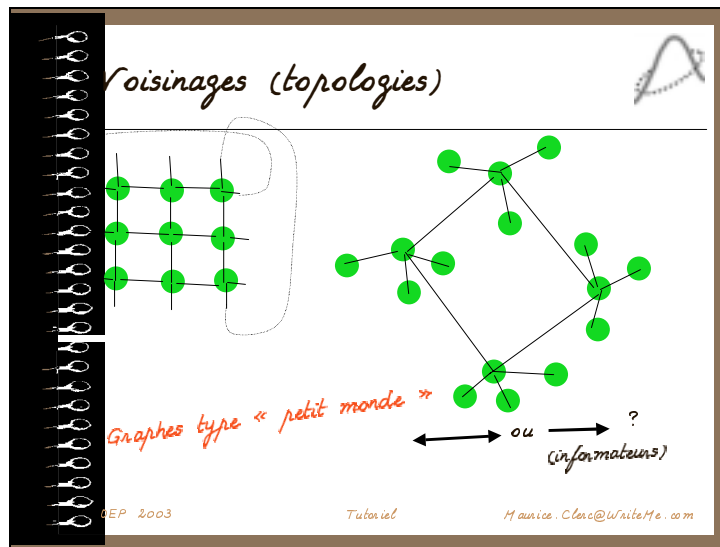 Voisinages (topologies)
Graphes type « petit monde »
ou
?
(informateurs)
OEP 2003
Tutoriel
Maurice.Clerc@WriteMe.com